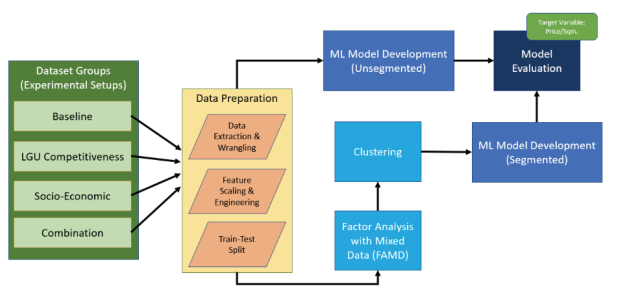 Dataset Groups
(Experimental Setups)
Baseline
LGU Competitiveness
Socio-Economic
Combination
Data Preparation
Data
Extraction &
Wrangling
Feature
Scaling &
Engineering
Train-Test
Split
ML Model Development
(Unsegmented)
Target Variable:
Price/Sqm.
Model
Evaluation
Clustering
ML Model Development
(Segmented)
Factor Analysis
with Mixed
Data (FAMD)